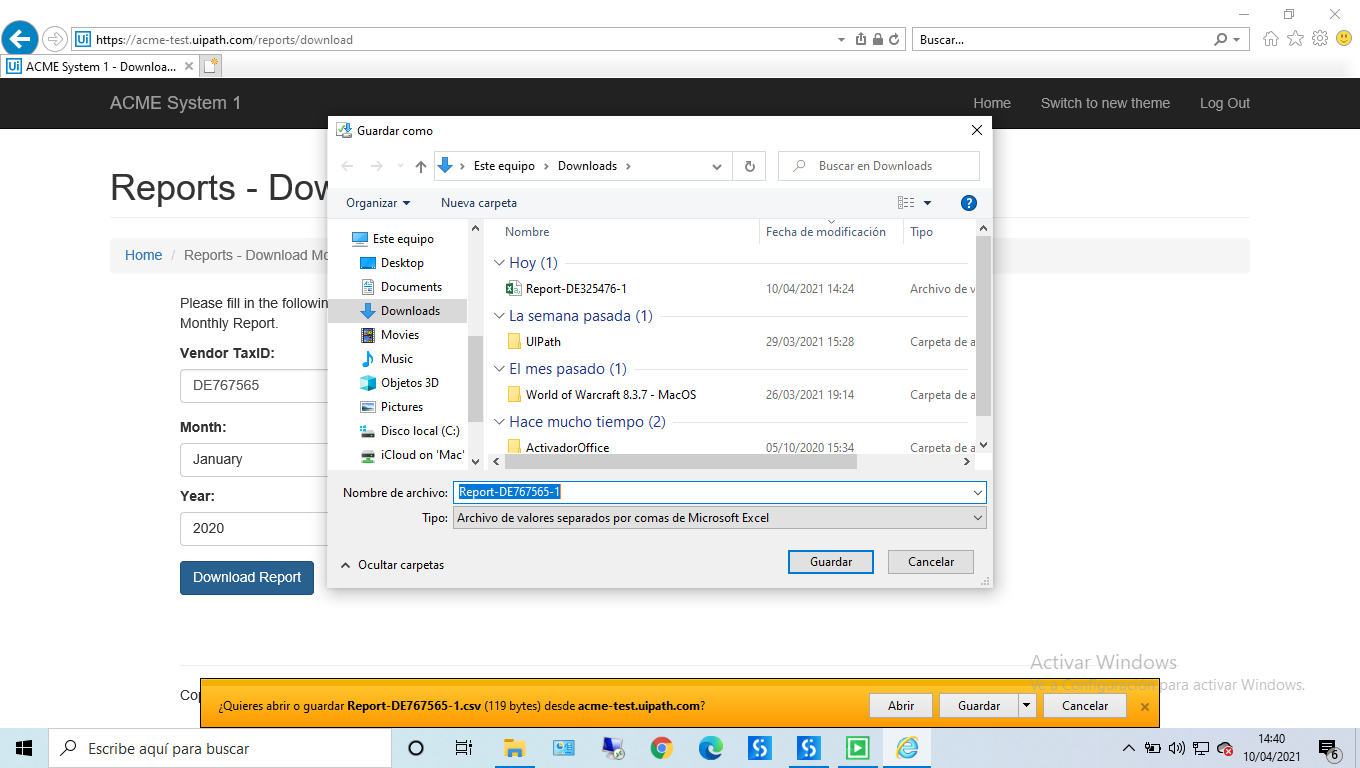 https://acme-test.uipath.com/reports/download
Buscar...
ACME System 1 - Downloa...
ACME System 1
Home
Switch to new theme
Log Out
Reports - Dow
Home / Reports - Download Mo
Please fill in the followin
Monthly Report.
Vendor TaxID:
DE767565
Month:
January
Year:
2020
Download Report
Guardar como
Este equipo > Downloads >
Buscar en Downloads
Organizar
Nueva carpeta
Este equipo
Desktop
Documents
Downloads
Movies
Music
Objetos 3D
Pictures
Disco local (C:)
iCloud on 'Mac'
Nombre
Fecha de modificación
Tipo
Hoy (1)
Report-DE325476-1 10/04/2021 14:24 Archivo de v
La semana pasada (1)
UIPath 29/03/2021 15:28 Carpeta de a
El mes pasado (1)
World of Warcraft 8.3.7 - MacOS 26/03/2021 19:14 Carpeta de a
Hace mucho tiempo (2)
ActivadorOffice 05/10/2020 15:34 Carpeta de a
Nombre de archivo: Report-DE767565-1
Tipo: Archivo de valores separados por comas de Microsoft Excel
Ocultar carpetas
Guardar
Cancelar
Activar Windows
Ve a Configuración para activar Windows.
Cop
¿Quieres abrir o guardar Report-DE767565-1.csv (119 bytes) desde acme-test.uipath.com?
Abrir
Guardar
Cancelar
Escribe aquí para buscar
14:40
10/04/2021
6